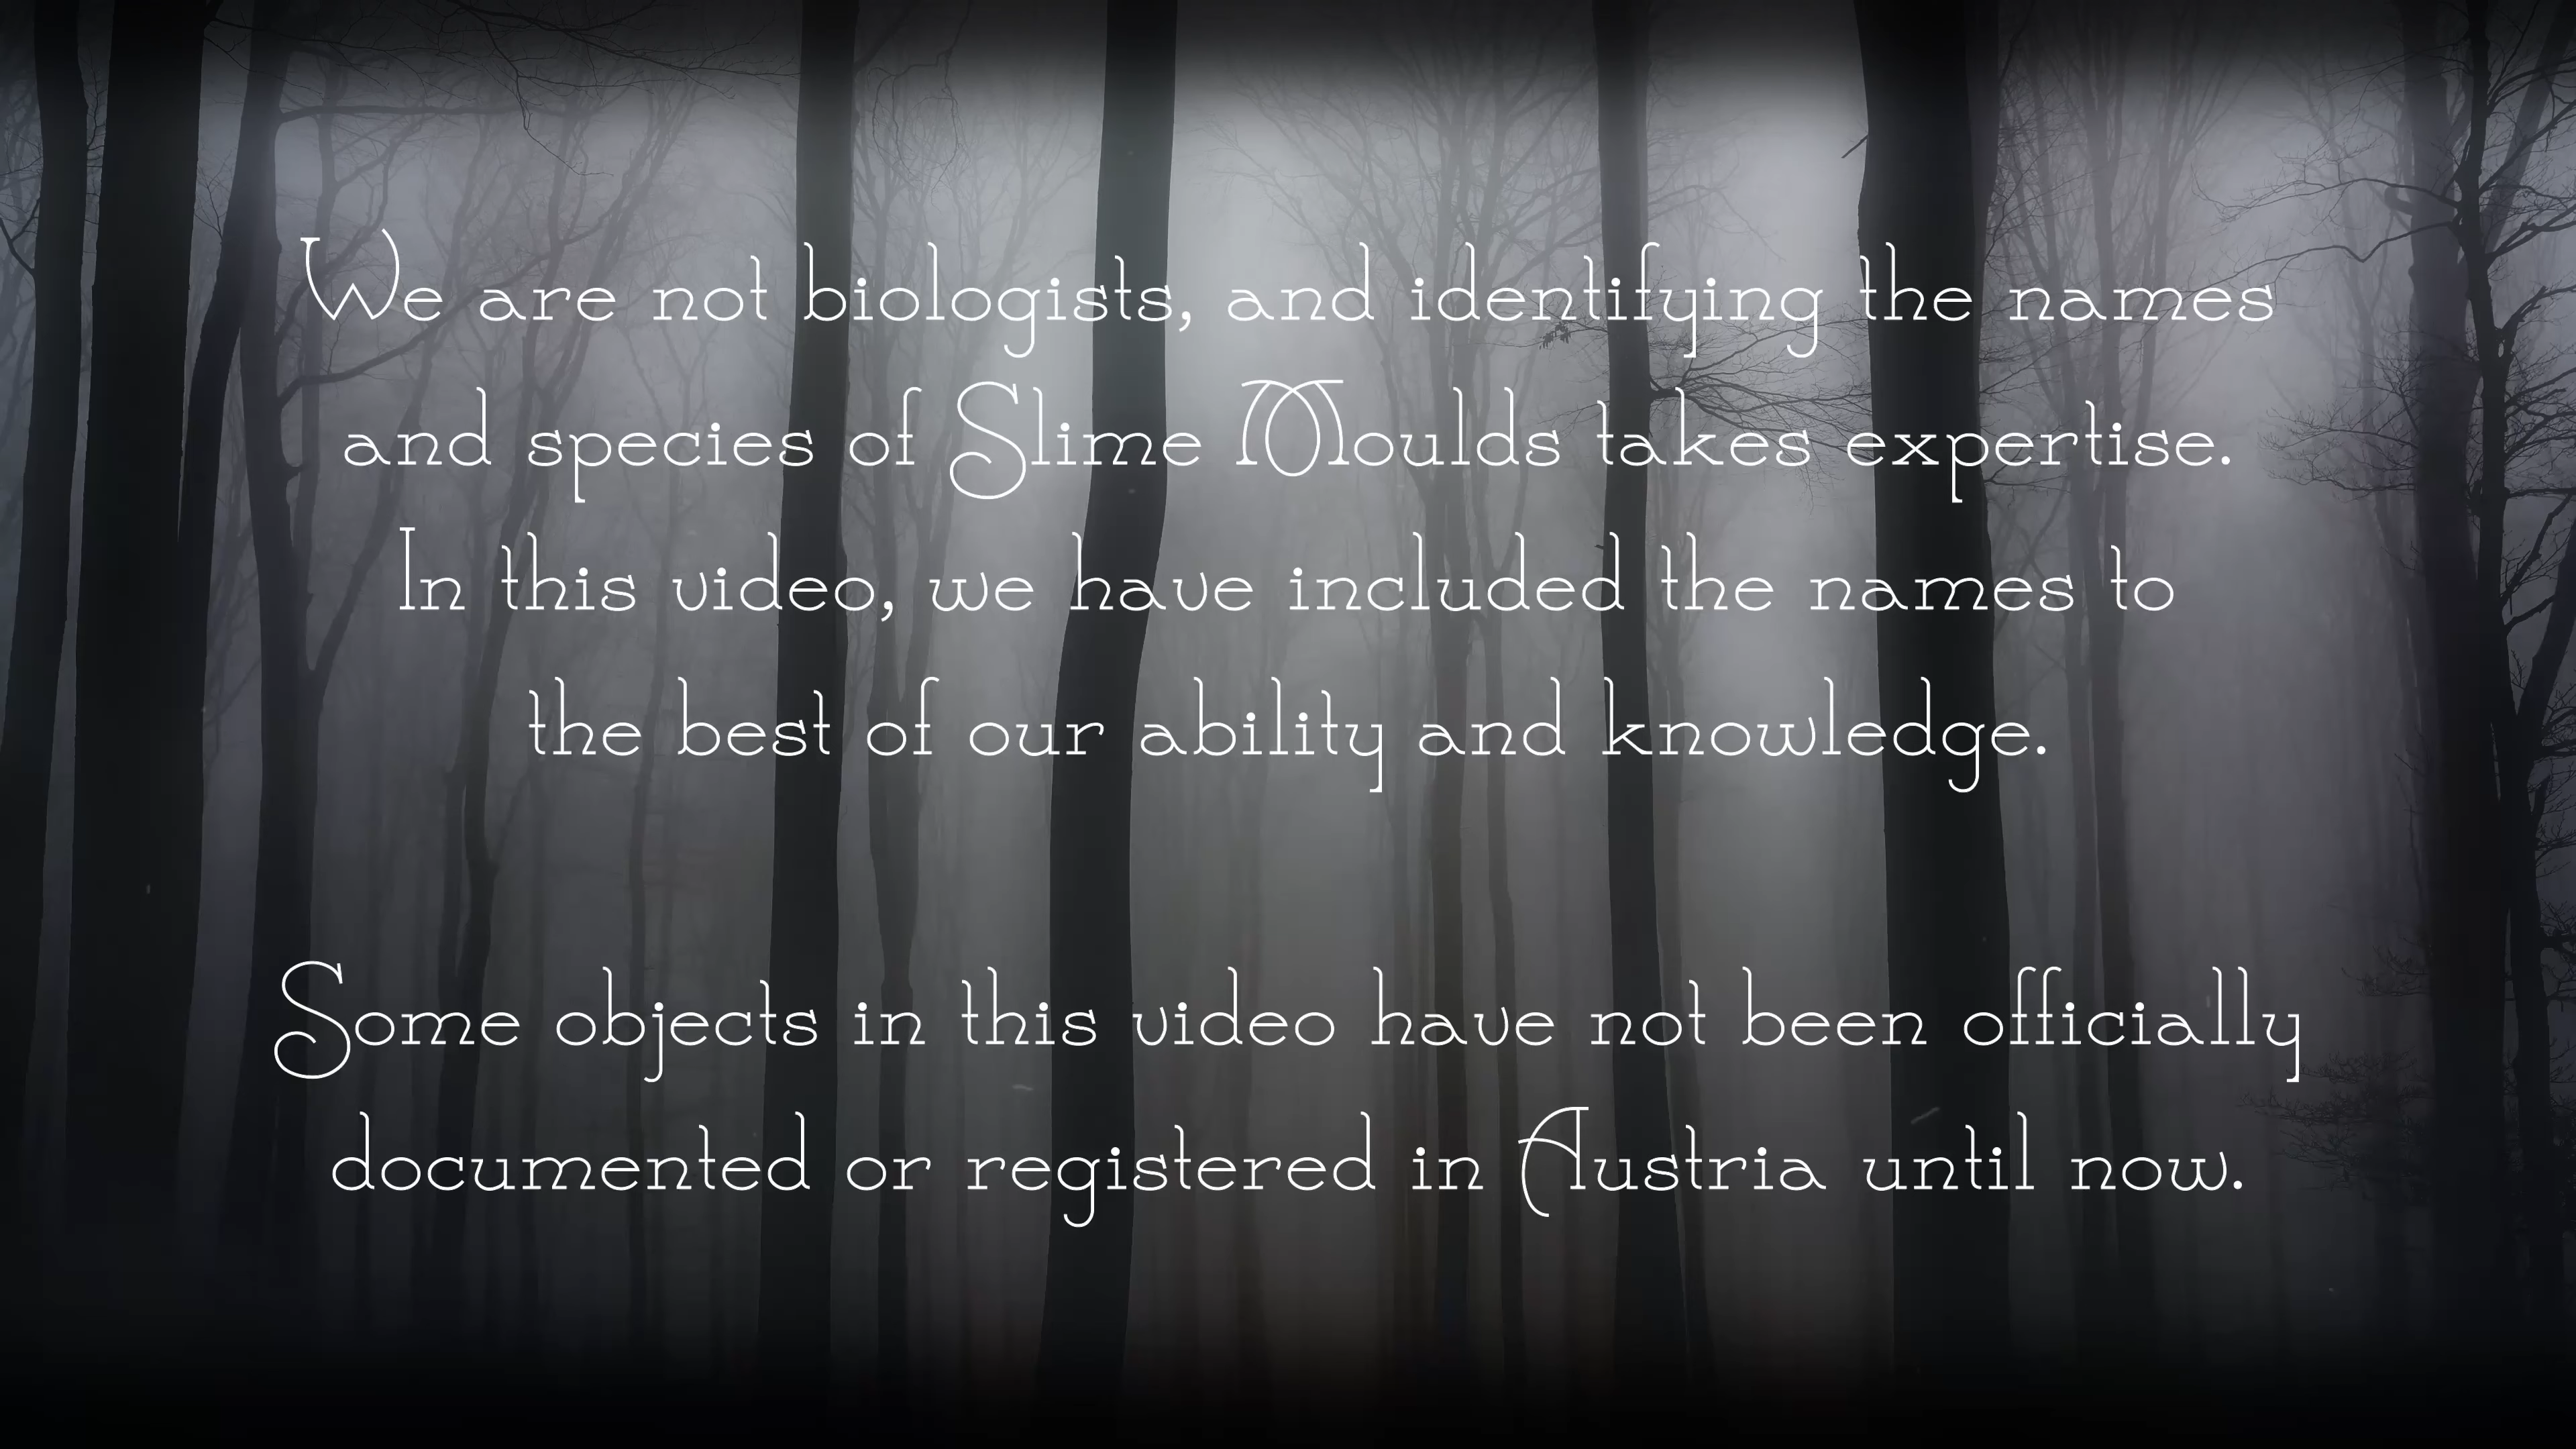 We are not biologists, and identifying the names
and species of Slime Moulds takes expertise.
In this video, we have included the names to
the best of our ability and knowledge.
Some objects in this video have not been officially
documented or registered in Austria until now.